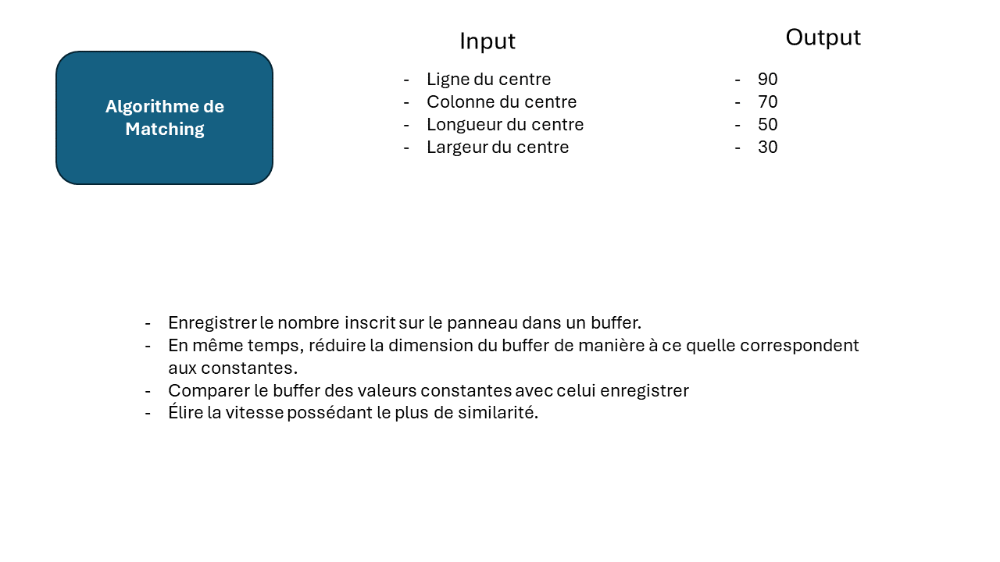 Algorithme de
Matching
Input
- Ligne du centre
- Colonne du centre
- Longueur du centre
- Largeur du centre
Output
- 90
- 70
- 50
- 30
- Enregistrer le nombre inscrit sur le panneau dans un buffer.
- En même temps, réduire la dimension du buffer de manière à ce quelle correspondent
aux constantes.
- Comparer le buffer des valeurs constantes avec celui enregistrer
- Élire la vitesse possédant le plus de similarité.